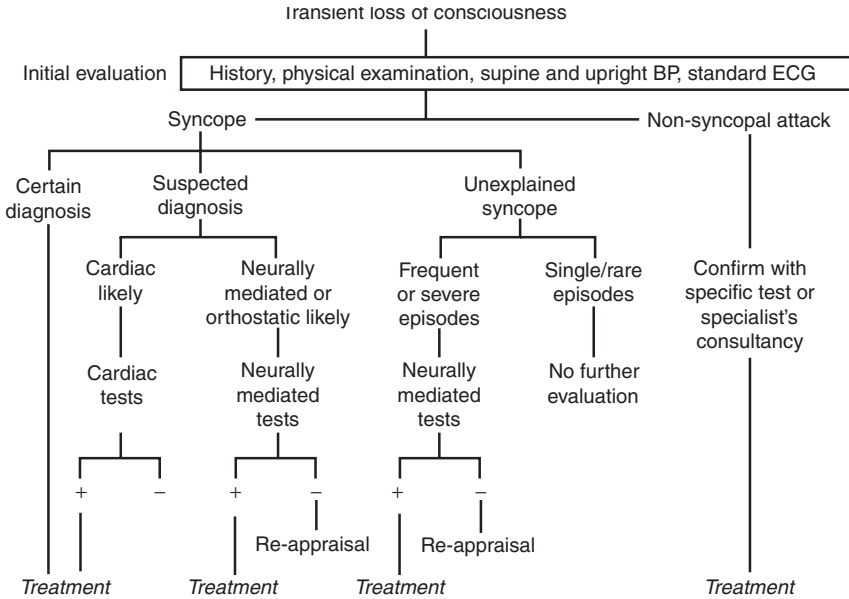 Transient loss of consciousness
Initial evaluation
History, physical examination, supine and upright BP, standard ECG
Syncope
Non-syncopal attack
Certain
diagnosis
Suspected
diagnosis
Unexplained
syncope
Cardiac
likely
Neurally
mediated or
orthostatic likely
Frequent
or severe
episodes
Single/rare
episodes
Confirm with
specific test or
specialist's
consultancy
Cardiac
tests
Neurally
mediated
tests
Neurally
mediated
tests
No further
evaluation
+
−
+
−
+
−
Re-appraisal
Re-appraisal
Treatment
Treatment
Treatment
Treatment